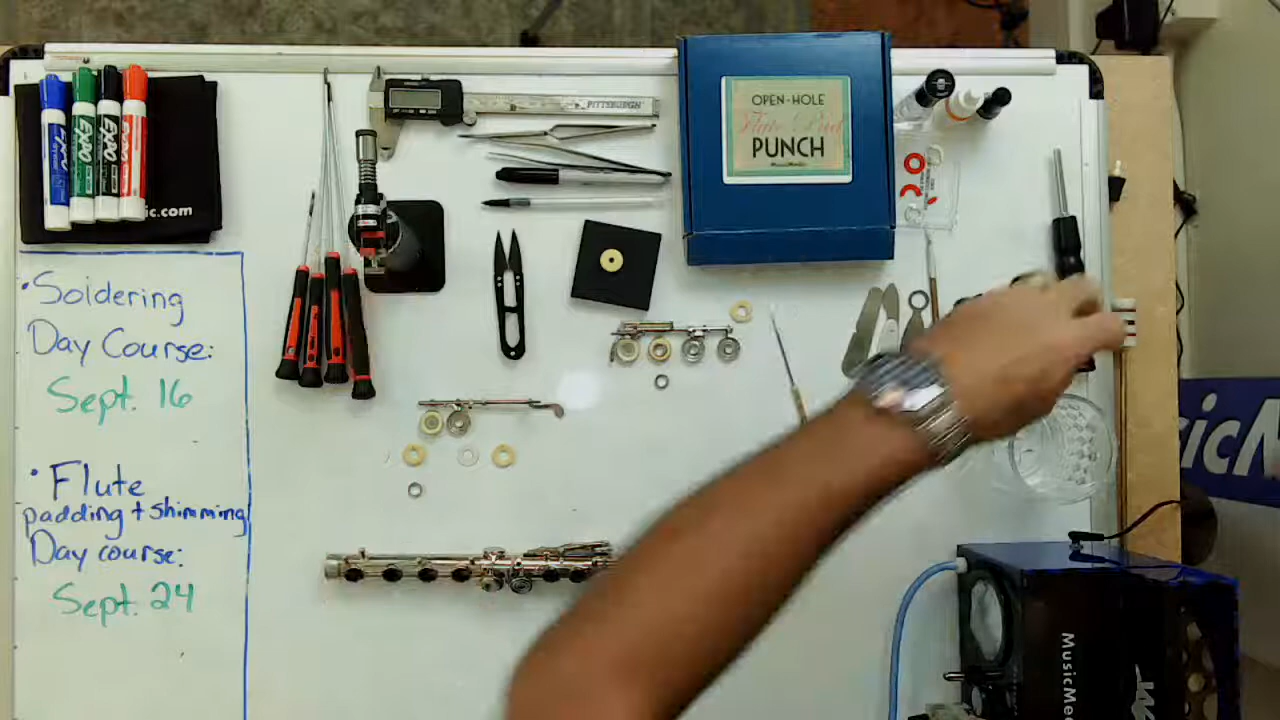 EXPO
EXPO
EXPO
EXPO
ic.com
PITTSBURGH
OPEN-HOLE
Flute Pad
PUNCH
• Soldering
Day Course:
Sept. 16
• Flute
padding + shimming
Day course:
Sept. 24
sicM
MusicMe